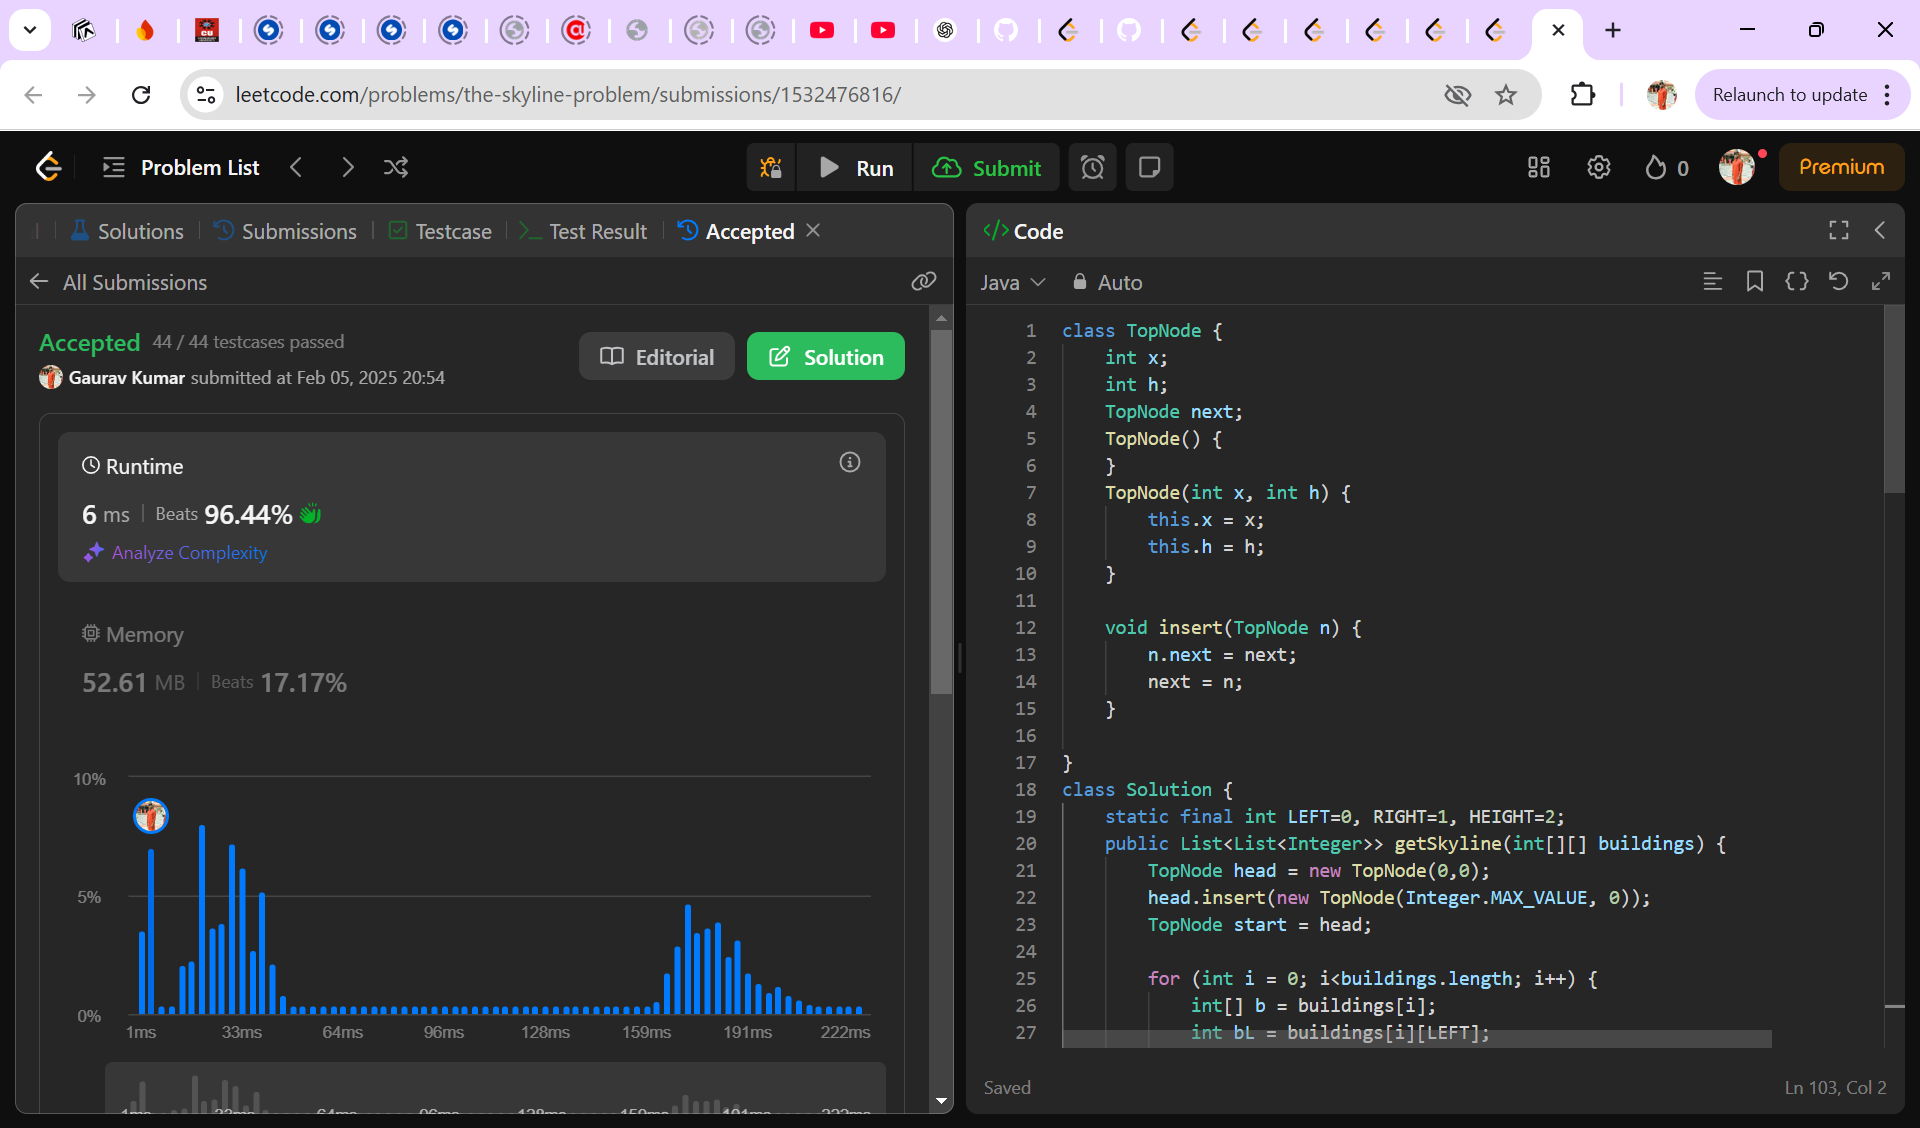 leetcode.com/problems/the-skyline-problem/submissions/1532476816/
Relaunch to update
Problem List
Run
Submit
0
Premium
Solutions
Submissions
Testcase
Test Result
Accepted
All Submissions
Accepted 44 / 44 testcases passed
Gaurav Kumar submitted at Feb 05, 2025 20:54
Editorial
Solution
Runtime
6 ms | Beats 96.44%
Analyze Complexity
Memory
52.61 MB | Beats 17.17%
10%
5%
0%
1ms 33ms 64ms 96ms 128ms 159ms 191ms 222ms
1ms 33ms 64ms 96ms 128ms 159ms 191ms 222ms
</> Code
Java
Auto
1 class TopNode {
2 int x;
3 int h;
4 TopNode next;
5 TopNode() {
6 }
7 TopNode(int x, int h) {
8 this.x = x;
9 this.h = h;
10 }
11
12 void insert(TopNode n) {
13 n.next = next;
14 next = n;
15 }
16
17 }
18 class Solution {
19 static final int LEFT=0, RIGHT=1, HEIGHT=2;
20 public List<List<Integer>> getSkyline(int[][] buildings) {
21 TopNode head = new TopNode(0,0);
22 head.insert(new TopNode(Integer.MAX_VALUE, 0));
23 TopNode start = head;
24
25 for (int i = 0; i<buildings.length; i++) {
26 int[] b = buildings[i];
27 int bL = buildings[i][LEFT];
Saved
Ln 103, Col 2